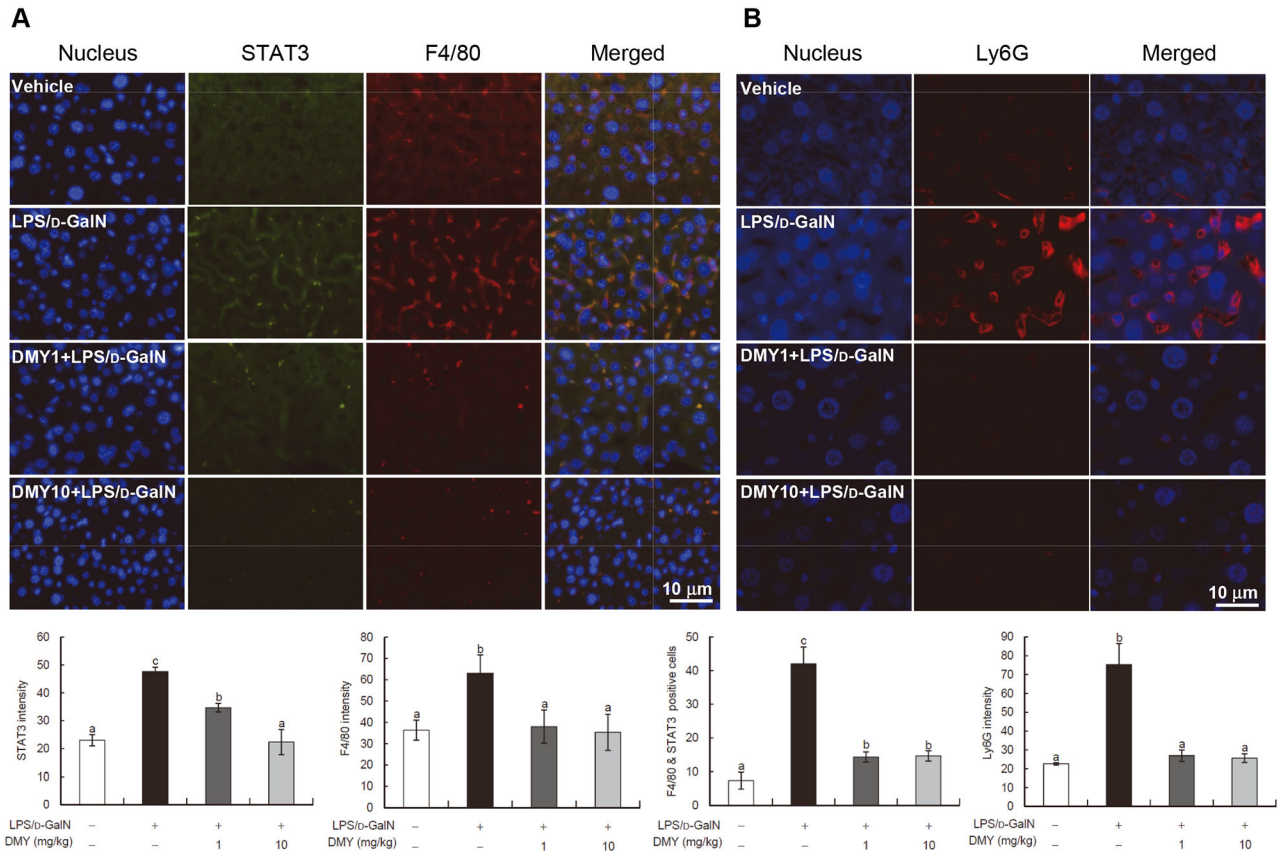 A
B
Nucleus STAT3 F4/80 Merged
Nucleus Ly6G Merged
Vehicle
LPS/D-GalN
DMY1+LPS/D-GalN
DMY10+LPS/D-GalN
10 μm
Vehicle
LPS/D-GalN
DMY1+LPS/D-GalN
DMY10+LPS/D-GalN
10 μm
STAT3 intensity
60
50
40
30
20
10
0
a c b a
LPS/D-GalN – + + +
DMY (mg/kg) – – 1 10
F4/80 intensity
80
70
60
50
40
30
20
10
0
a b a a
LPS/D-GalN – + + +
DMY (mg/kg) – – 1 10
F4/80 & STAT3 positive cells
50
40
30
20
10
0
a c b b
LPS/D-GalN – + + +
DMY (mg/kg) – – 1 10
Ly6G intensity
90
80
70
60
50
40
30
20
10
0
a b a a
LPS/D-GalN – + + +
DMY (mg/kg) – – 1 10